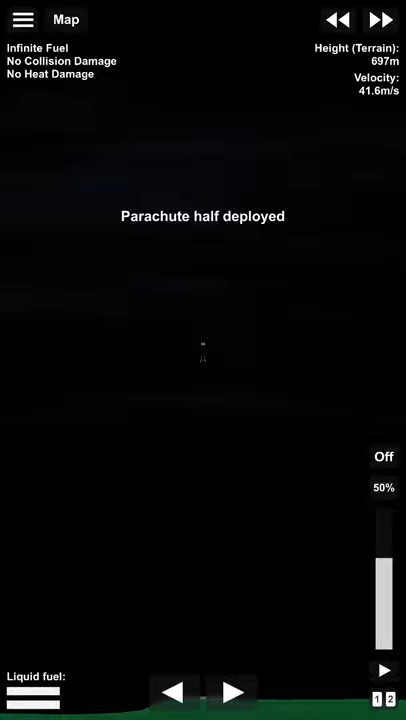 Map
Infinite Fuel
No Collision Damage
No Heat Damage
Height (Terrain):
697m
Velocity:
41.6m/s
Parachute half deployed
Off
50%
Liquid fuel:
1 2